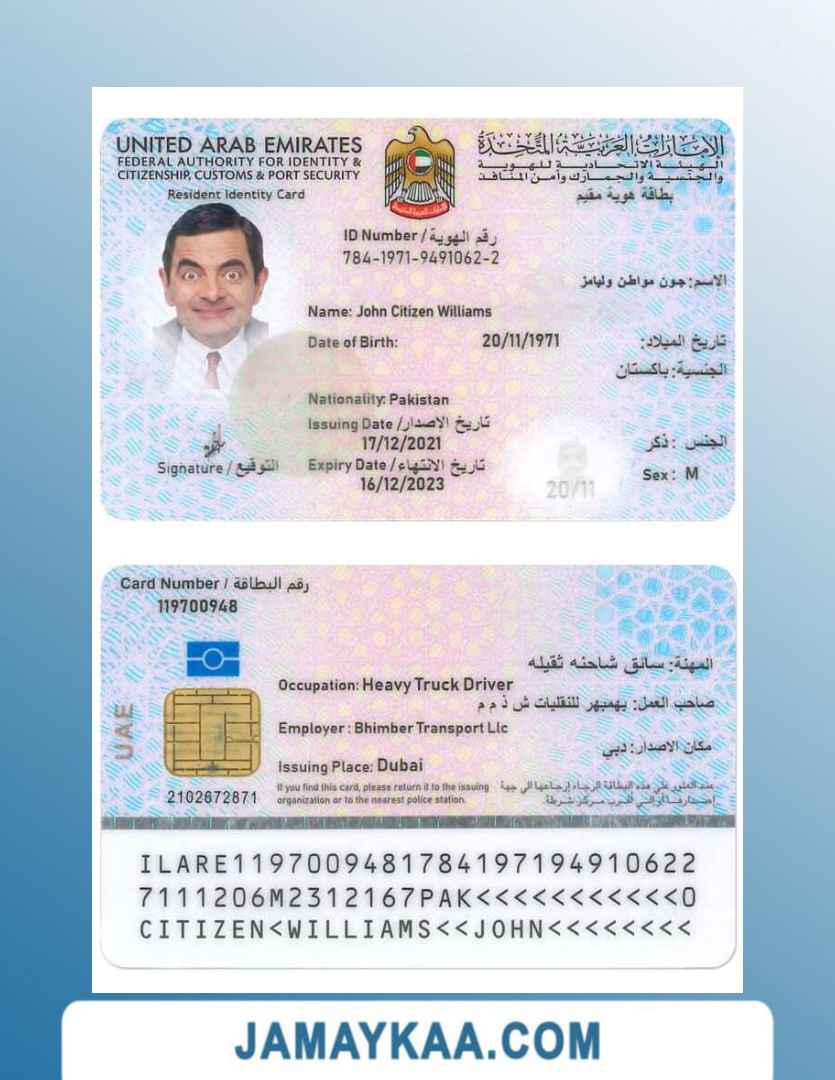 UNITED ARAB EMIRATES
FEDERAL AUTHORITY FOR IDENTITY &
CITIZENSHIP, CUSTOMS & PORT SECURITY
Resident Identity Card
الإمارات العربية المتحدة
الهيئة الاتحادية للهوية
والجنسية والجمارك وأمن المنافذ
بطاقة هوية مقيم
ID Number / رقم الهوية
784-1971-9491062-2
الاسم: جون مواطن وليامز
Name: John Citizen Williams
Date of Birth: 20/11/1971 تاريخ الميلاد:
الجنسية: باكستان
Nationality: Pakistan
Issuing Date / تاريخ الاصدار
17/12/2021
الجنس: ذكر
Signature / التوقيع
Expiry Date / تاريخ الانتهاء
16/12/2023
Sex: M
20/11
Card Number / رقم البطاقة
119700948
المهنة: سائق شاحنه ثقيله
Occupation: Heavy Truck Driver
صاحب العمل: بهمبهر للنقليات ش ذ م م
Employer : Bhimber Transport Llc
مكان الاصدار: دبي
Issuing Place: Dubai
UAE
2102672871
If you find this card, please return it to the issuing
organization or to the nearest police station.
عند العثور على هذه البطاقة الرجاء إرجاعها الى جهة
إصدارها أو إلى أقرب مركز شرطة.
ILARE1197009481784197194910622
7111206M2312167PAK<<<<<<<<<<<0
CITIZEN<WILLIAMS<<JOHN<<<<<<<<
JAMAYKAA.COM